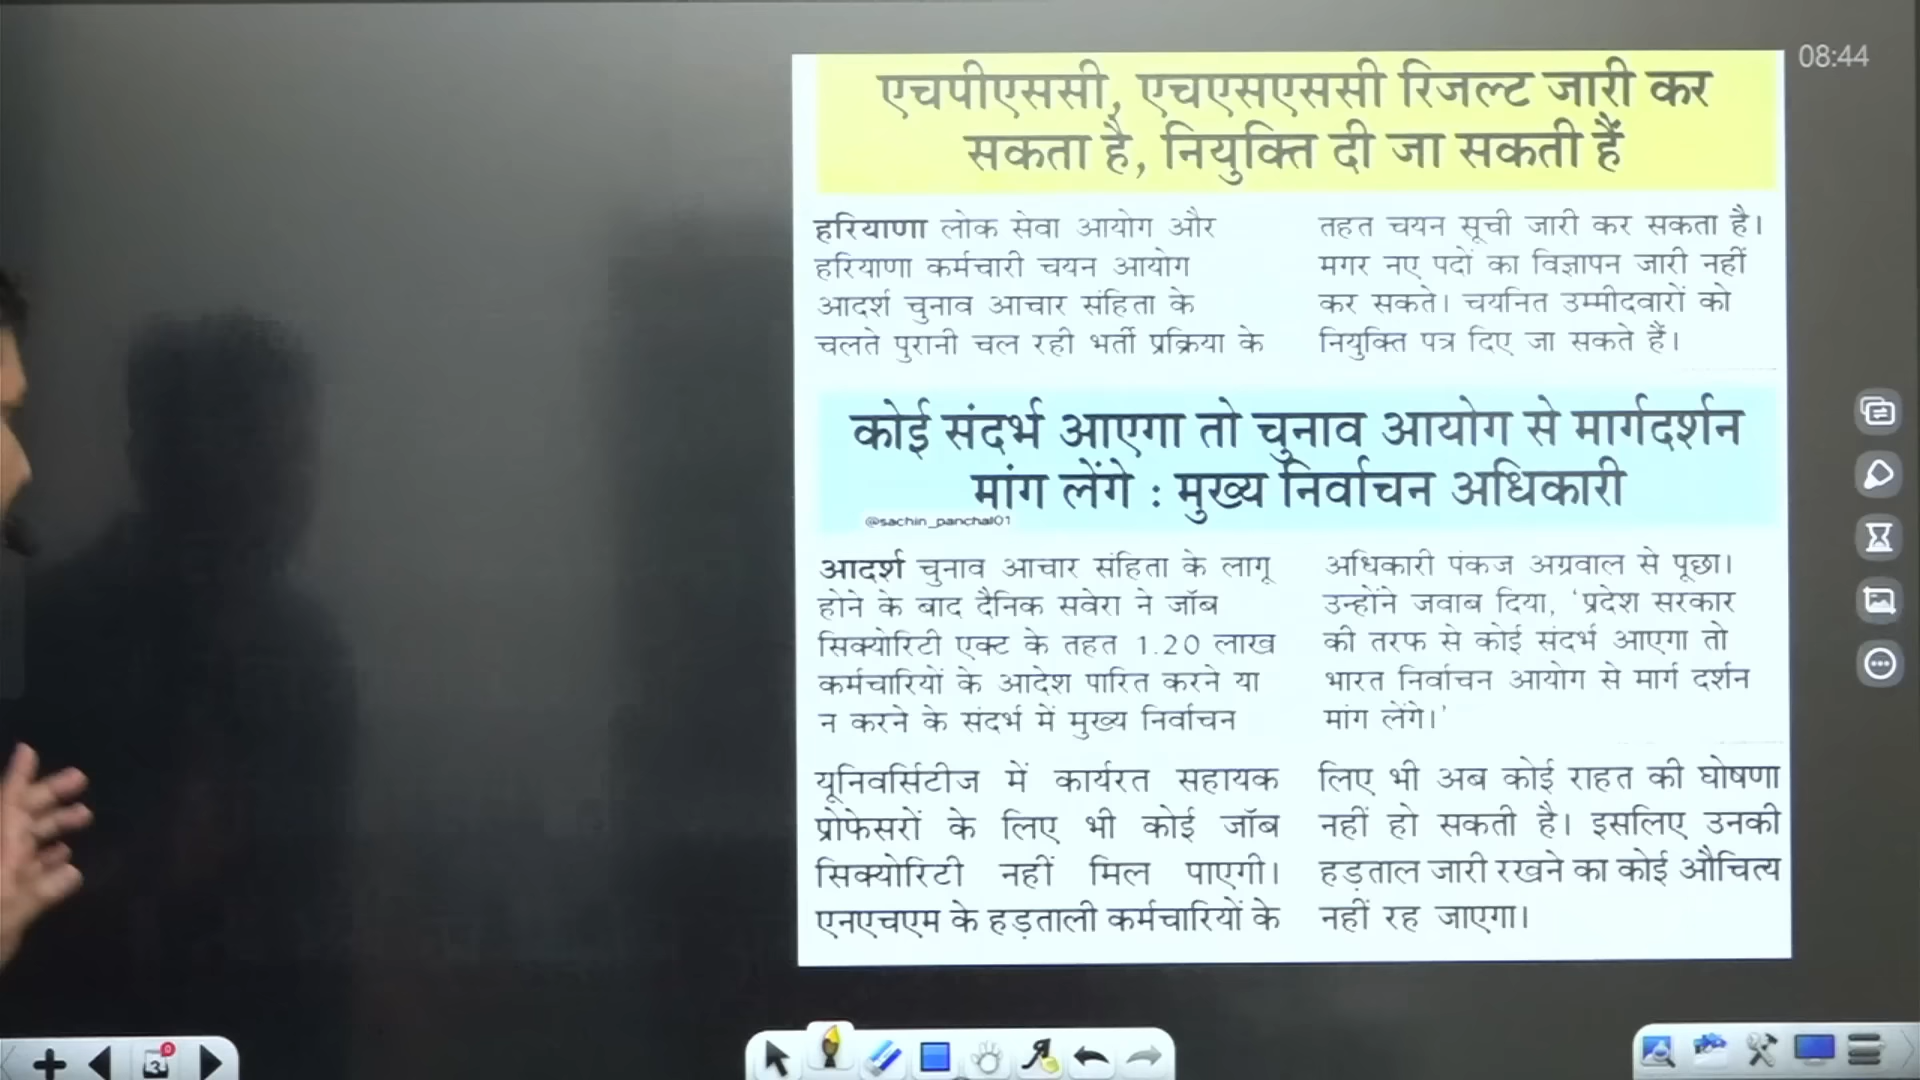 08:44
एचपीएससी, एचएसएससी रिजल्ट जारी कर
सकता है, नियुक्ति दी जा सकती हैं
हरियाणा लोक सेवा आयोग और
हरियाणा कर्मचारी चयन आयोग
आदर्श चुनाव आचार संहिता के
चलते पुरानी चल रही भर्ती प्रक्रिया के
तहत चयन सूची जारी कर सकता है।
मगर नए पदों का विज्ञापन जारी नहीं
कर सकते। चयनित उम्मीदवारों को
नियुक्ति पत्र दिए जा सकते हैं।
कोई संदर्भ आएगा तो चुनाव आयोग से मार्गदर्शन
मांग लेंगे : मुख्य निर्वाचन अधिकारी
@sachin_panchal01
आदर्श चुनाव आचार संहिता के लागू
होने के बाद दैनिक सवेरा ने जॉब
सिक्योरिटी एक्ट के तहत 1.20 लाख
कर्मचारियों के आदेश पारित करने या
न करने के संदर्भ में मुख्य निर्वाचन
अधिकारी पंकज अग्रवाल से पूछा।
उन्होंने जवाब दिया, 'प्रदेश सरकार
की तरफ से कोई संदर्भ आएगा तो
भारत निर्वाचन आयोग से मार्ग दर्शन
मांग लेंगे।'
यूनिवर्सिटीज में कार्यरत सहायक
प्रोफेसरों के लिए भी कोई जॉब
सिक्योरिटी नहीं मिल पाएगी।
एनएचएम के हड़ताली कर्मचारियों के
लिए भी अब कोई राहत की घोषणा
नहीं हो सकती है। इसलिए उनकी
हड़ताल जारी रखने का कोई औचित्य
नहीं रह जाएगा।
3
0